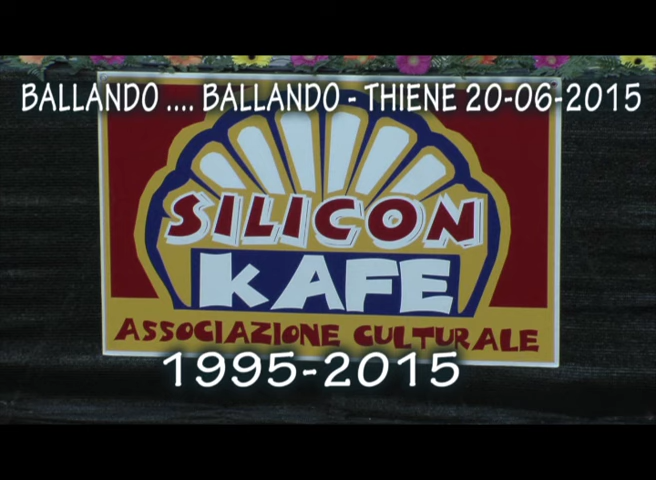 BALLANDO .... BALLANDO - THIENE 20-06-2015
SILICON
KAFE
ASSOCIAZIONE CULTURALE
1995-2015